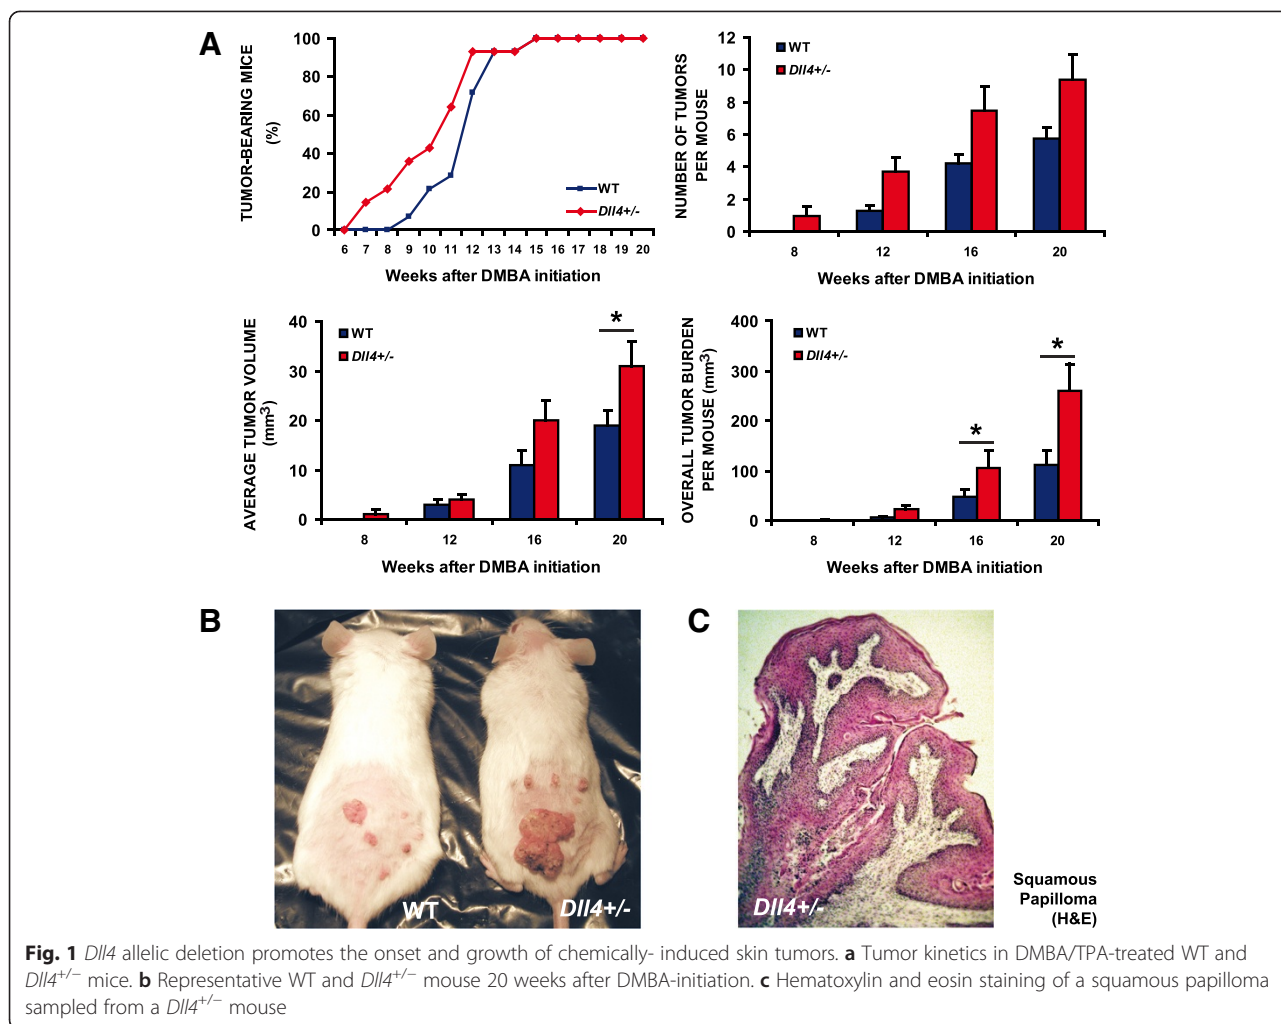 A
TUMOR-BEARING MICE
(%)
100
80
60
40
20
0
WT
Dll4+/-
6 7 8 9 10 11 12 13 14 15 16 17 18 19 20
Weeks after DMBA initiation
NUMBER OF TUMORS
PER MOUSE
12
10
8
6
4
2
0
WT
Dll4+/-
8 12 16 20
Weeks after DMBA initiation
AVERAGE TUMOR VOLUME
(mm3)
40
30
20
10
0
WT
Dll4+/-
*
8 12 16 20
Weeks after DMBA initiation
OVERALL TUMOR BURDEN
PER MOUSE (mm3)
400
300
200
100
0
WT
Dll4+/-
*
*
8 12 16 20
Weeks after DMBA initiation
B
WT
Dll4+/-
C
Dll4+/-
Squamous
Papilloma
(H&E)
Fig. 1 Dll4 allelic deletion promotes the onset and growth of chemically- induced skin tumors. a Tumor kinetics in DMBA/TPA-treated WT and
Dll4+/− mice. b Representative WT and Dll4+/− mouse 20 weeks after DMBA-initiation. c Hematoxylin and eosin staining of a squamous papilloma
sampled from a Dll4+/− mouse